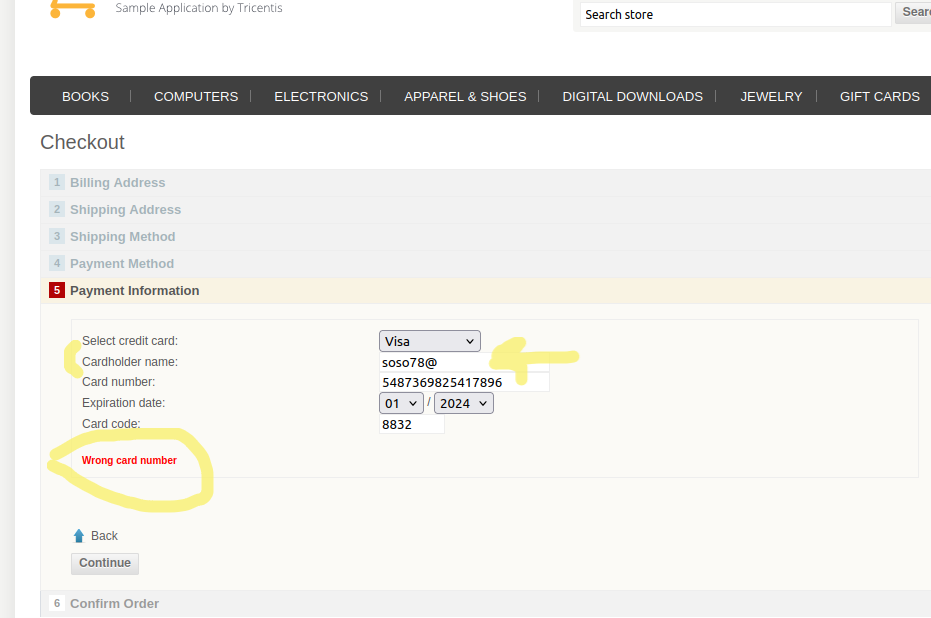 Sample Application by Tricentis
Search store
BOOKS COMPUTERS ELECTRONICS APPAREL & SHOES DIGITAL DOWNLOADS JEWELRY GIFT CARDS
Checkout
1 Billing Address
2 Shipping Address
3 Shipping Method
4 Payment Method
5 Payment Information
Select credit card: Visa
Cardholder name: soso78@
Card number: 5487369825417896
Expiration date: 01 / 2024
Card code: 8832
Wrong card number
Back
Continue
6 Confirm Order